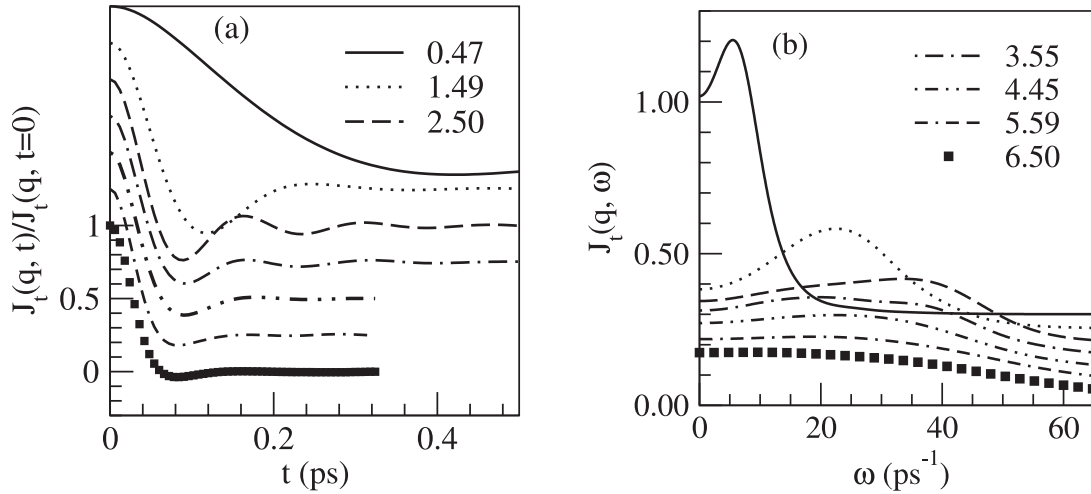 (a)
0.47
1.49
2.50
J_t(q, t)/J_t(q, t=0)
1
0.5
0
0 0.2 0.4
t (ps)
(b)
3.55
4.45
5.59
6.50
J_t(q, ω)
1.00
0.50
0.00
0 20 40 60
ω (ps⁻¹)